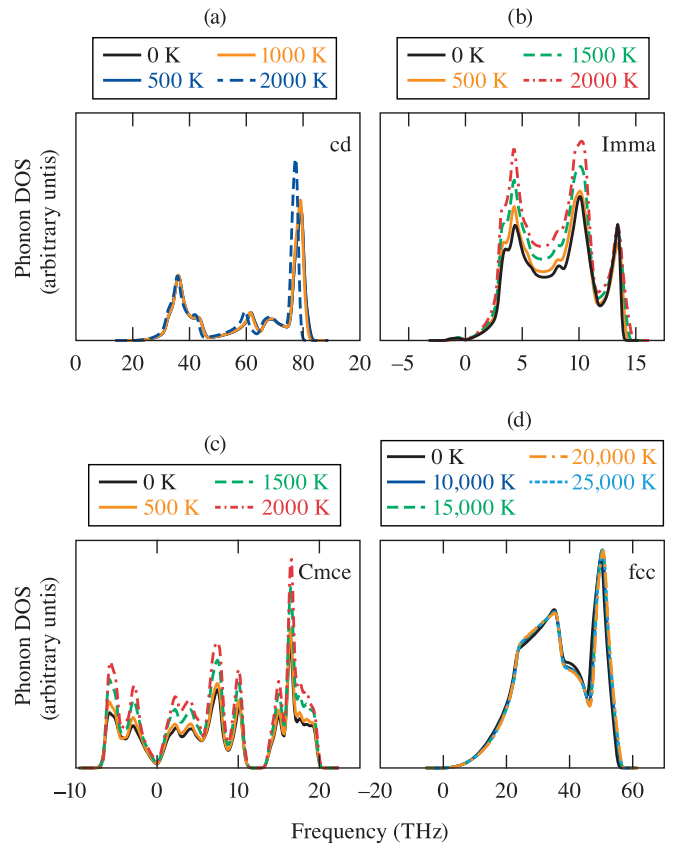 (a)
0 K 1000 K
500 K 2000 K
cd
Phonon DOS
(arbitrary untis)
0 20 40 60 80 20
(b)
0 K 1500 K
500 K 2000 K
Imma
−5 0 5 10 15
(c)
0 K 1500 K
500 K 2000 K
Cmce
Phonon DOS
(arbitrary untis)
−10 0 10 20
(d)
0 K 20,000 K
10,000 K 25,000 K
15,000 K
fcc
−20 0 20 40 60
Frequency (THz)